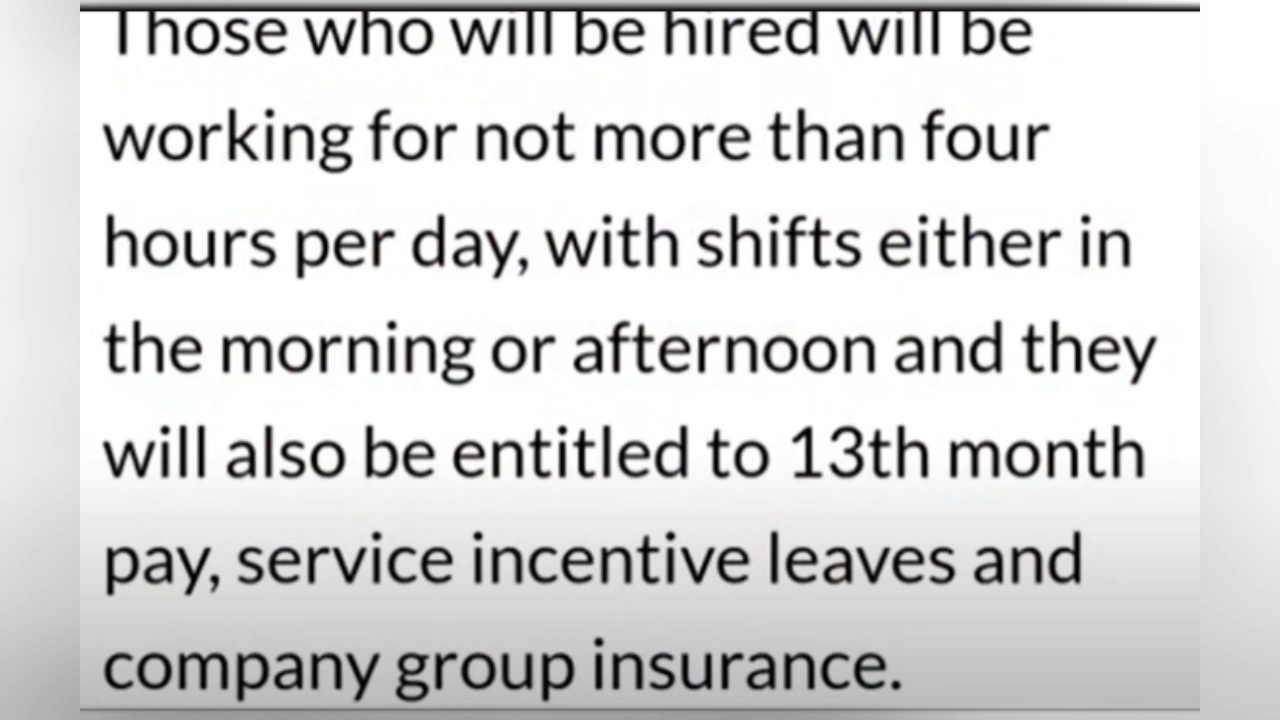 Those who will be hired will be
working for not more than four
hours per day, with shifts either in
the morning or afternoon and they
will also be entitled to 13th month
pay, service incentive leaves and
company group insurance.